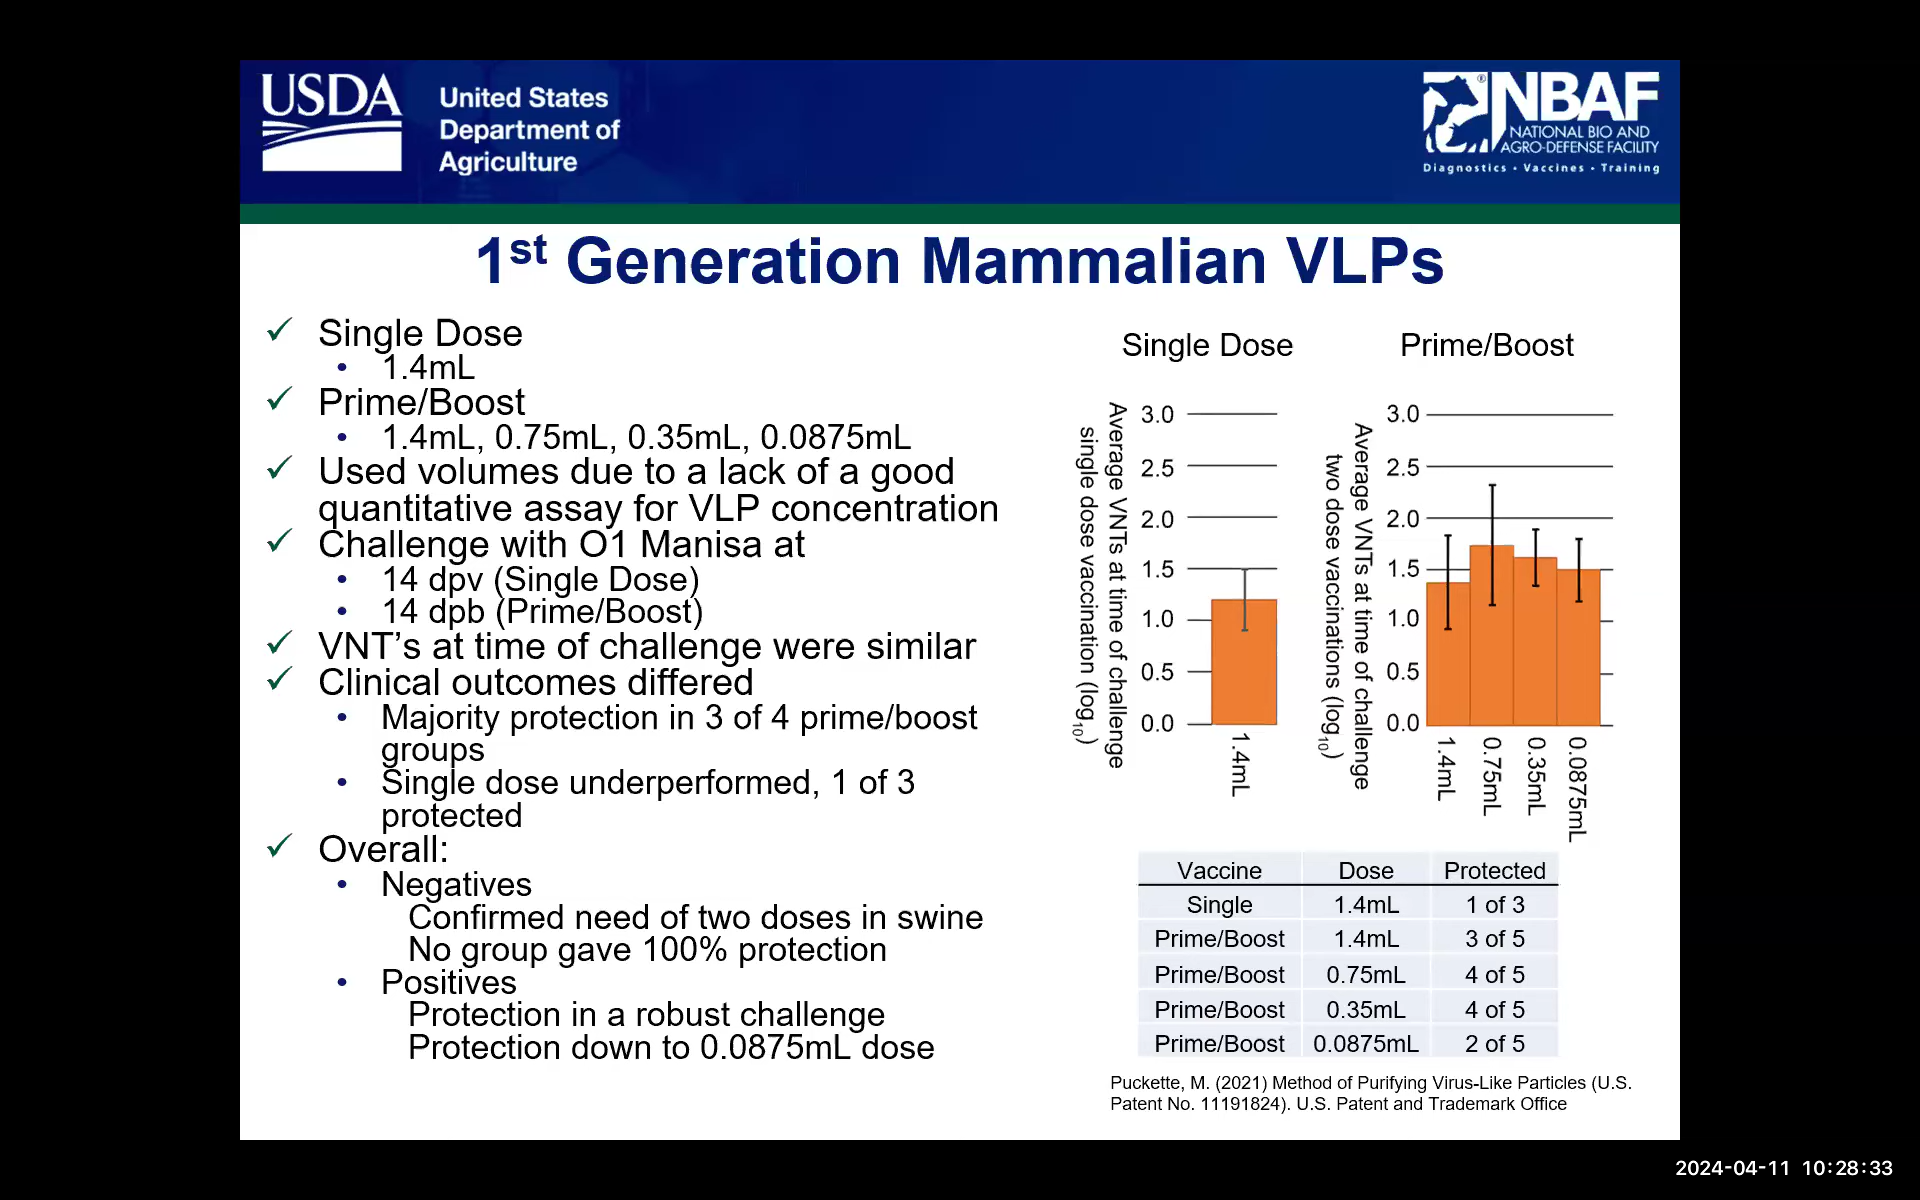 USDA
United States
Department of
Agriculture
®
NBAF
NATIONAL BIO AND
AGRO-DEFENSE FACILITY
Diagnostics • Vaccines • Training
1st Generation Mammalian VLPs
✓ Single Dose
• 1.4mL
✓ Prime/Boost
• 1.4mL, 0.75mL, 0.35mL, 0.0875mL
✓ Used volumes due to a lack of a good
quantitative assay for VLP concentration
✓ Challenge with O1 Manisa at
• 14 dpv (Single Dose)
• 14 dpb (Prime/Boost)
✓ VNT’s at time of challenge were similar
✓ Clinical outcomes differed
• Majority protection in 3 of 4 prime/boost
groups
• Single dose underperformed, 1 of 3
protected
✓ Overall:
• Negatives
Confirmed need of two doses in swine
No group gave 100% protection
• Positives
Protection in a robust challenge
Protection down to 0.0875mL dose
Single Dose
Average VNTs at time of challenge
single dose vaccination (log10)
3.0
2.5
2.0
1.5
1.0
0.5
0.0
1.4mL
Prime/Boost
Average VNTs at time of challenge
two dose vaccinations (log10)
3.0
2.5
2.0
1.5
1.0
0.5
0.0
1.4mL
0.75mL
0.35mL
0.0875mL
Vaccine Dose Protected
Single 1.4mL 1 of 3
Prime/Boost 1.4mL 3 of 5
Prime/Boost 0.75mL 4 of 5
Prime/Boost 0.35mL 4 of 5
Prime/Boost 0.0875mL 2 of 5
Puckette, M. (2021) Method of Purifying Virus-Like Particles (U.S.
Patent No. 11191824). U.S. Patent and Trademark Office
2024-04-11 10:28:33